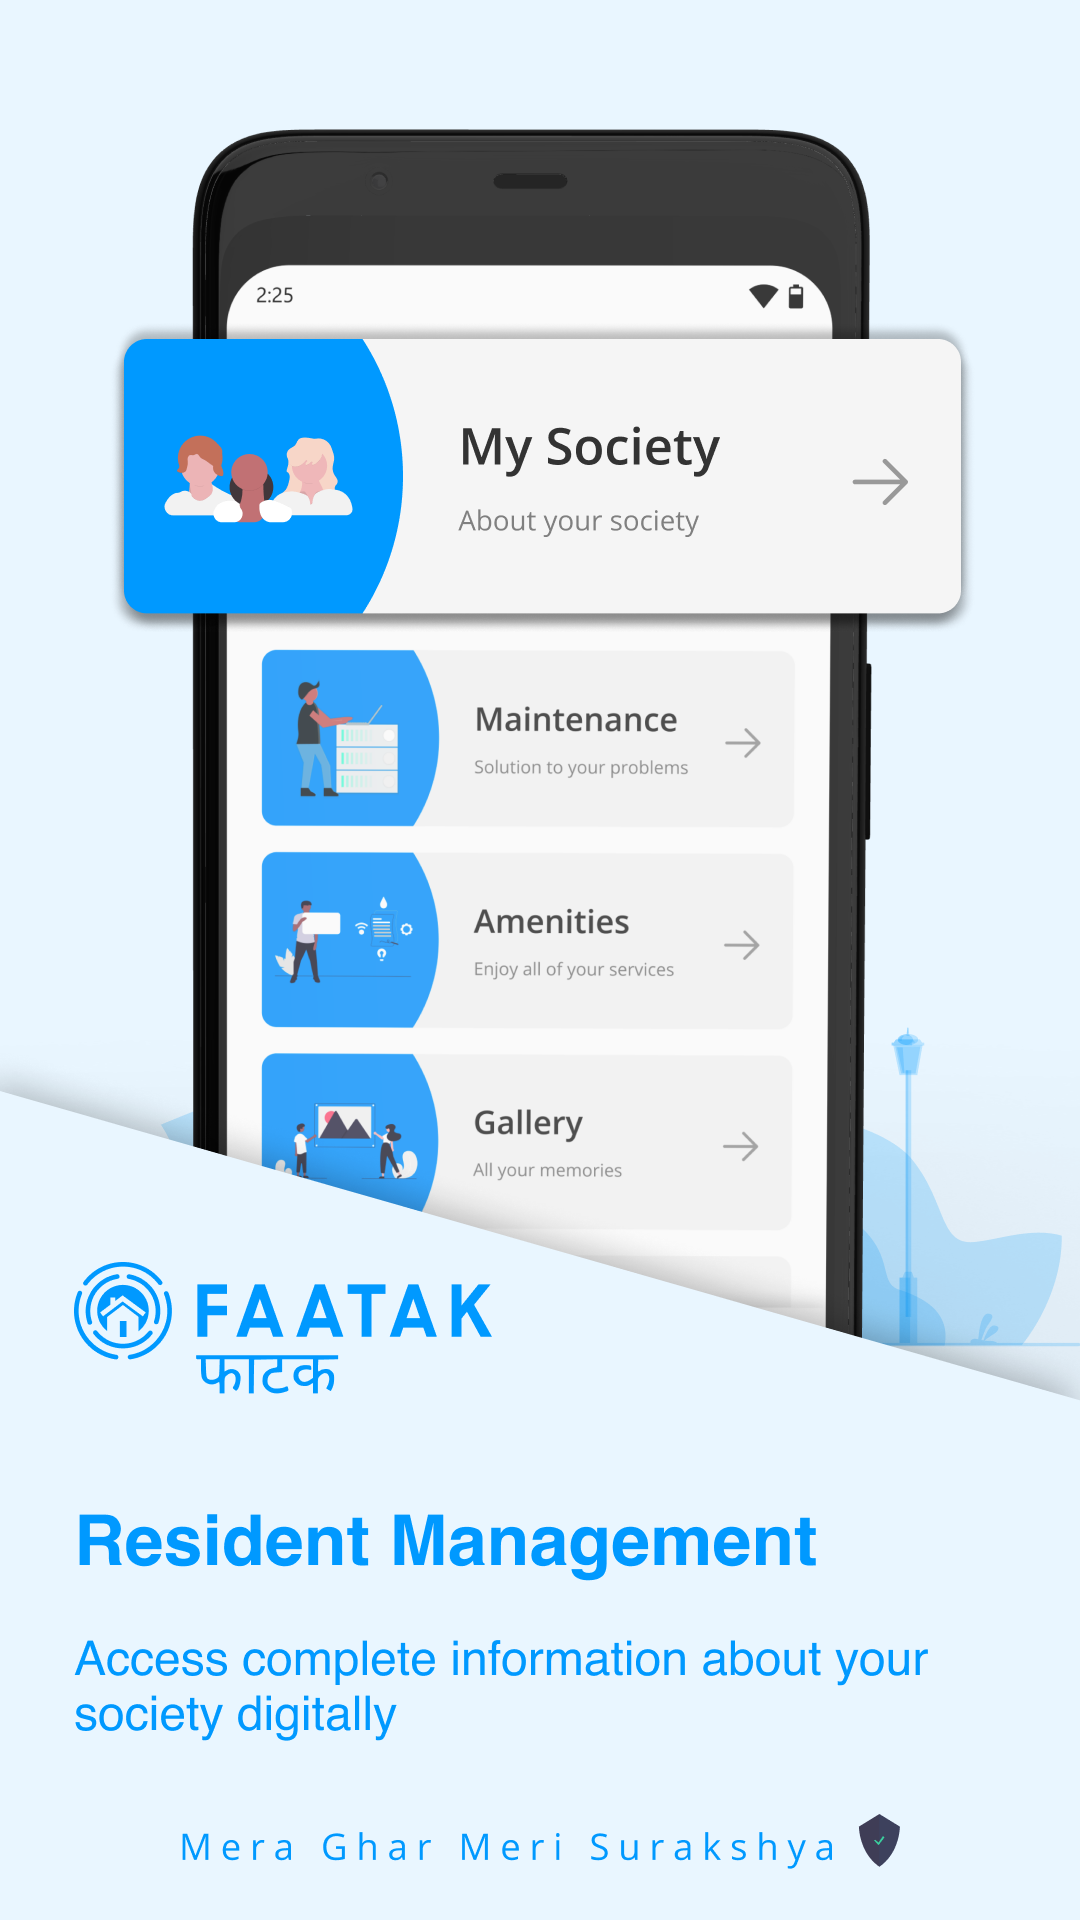 2:25
My Society
About your society
Maintenance
Solution to your problems
Amenities
Enjoy all of your services
Gallery
All your memories
FAATAK
फाटक
Resident Management
Access complete information about your
society digitally
Mera Ghar Meri Surakshya